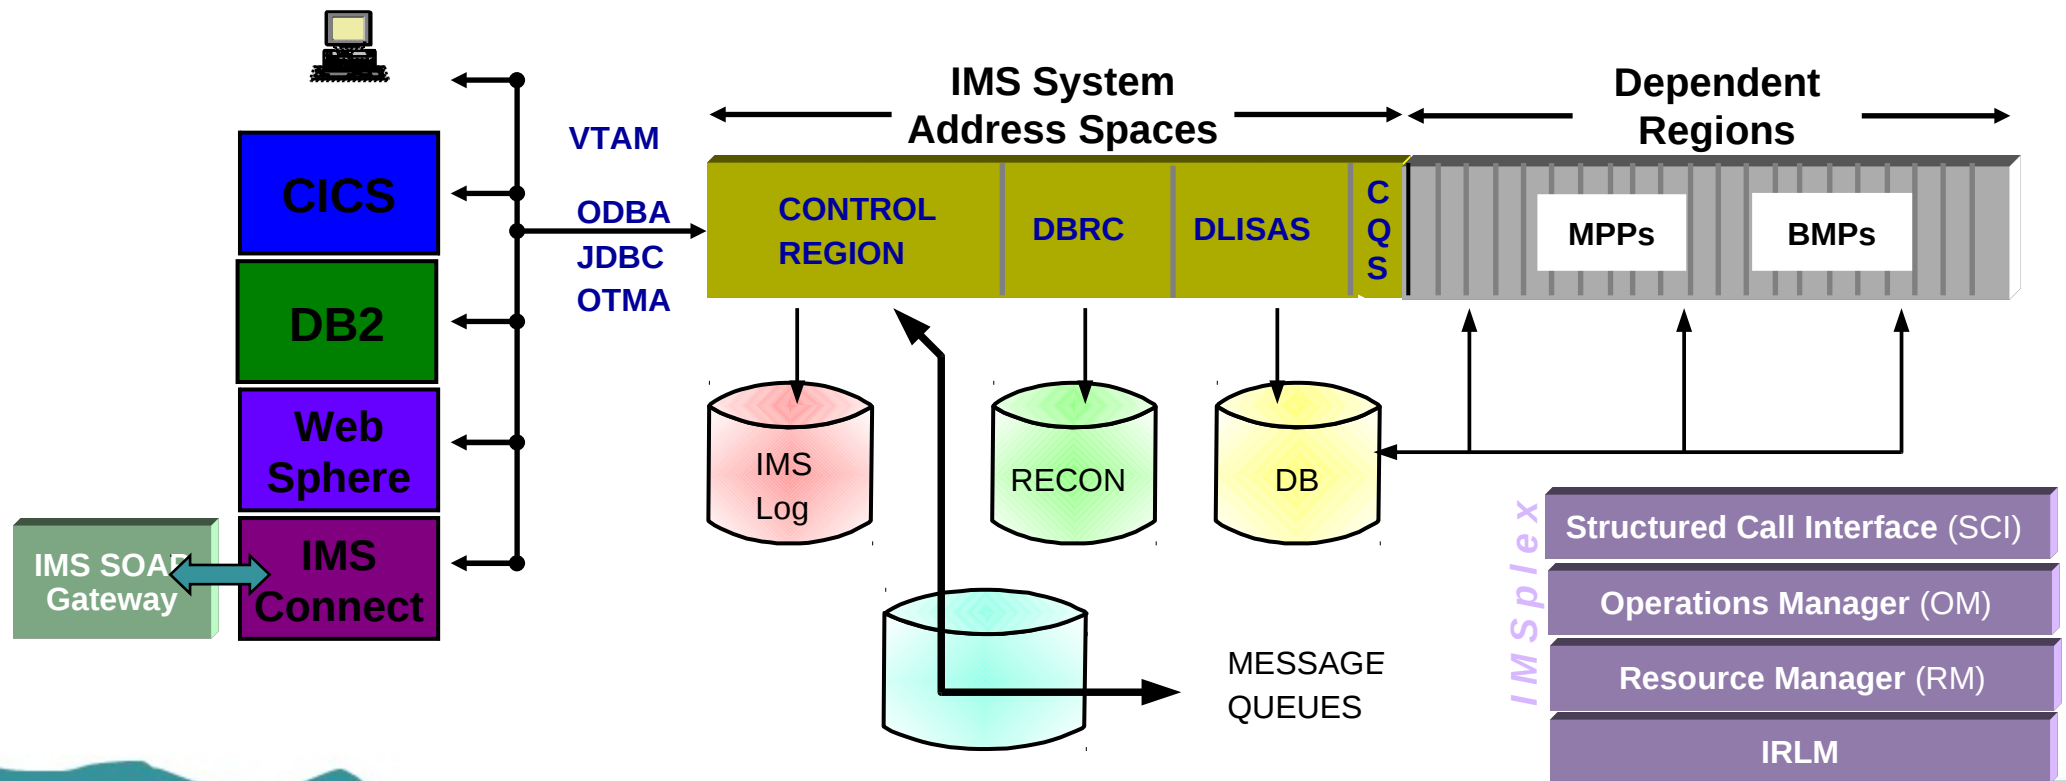 IMS System
Address Spaces
Dependent
Regions
VTAM
ODBA
JDBC
OTMA
CICS
DB2
Web
Sphere
IMS
Connect
IMS SOAP
Gateway
CONTROL
REGION
DBRC
DLISAS
C
Q
S
MPPs
BMPs
IMS
Log
RECON
DB
MESSAGE
QUEUES
IMSplex
Structured Call Interface (SCI)
Operations Manager (OM)
Resource Manager (RM)
IRLM